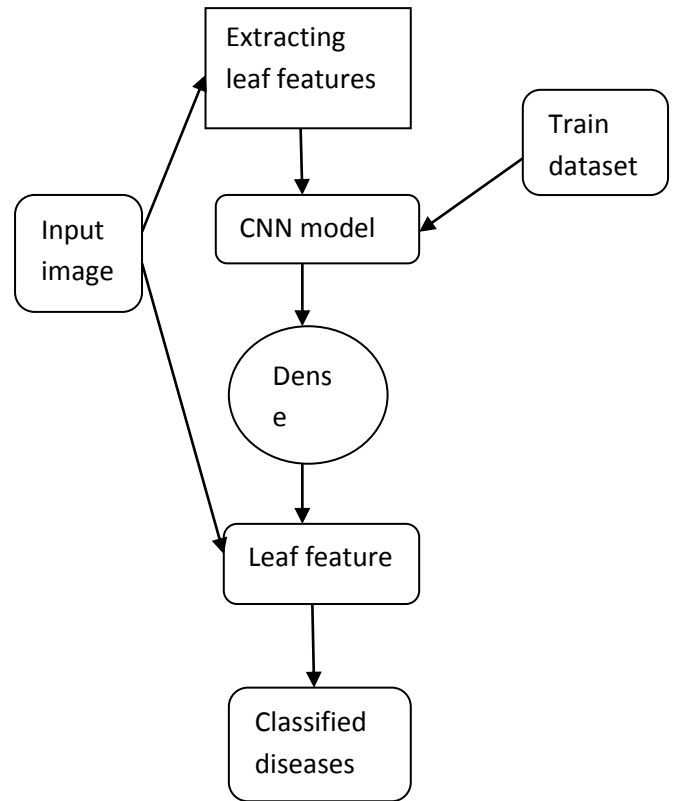 Extracting
leaf features
Train
dataset
Input
image
CNN model
Dens
e
Leaf feature
Classified
diseases